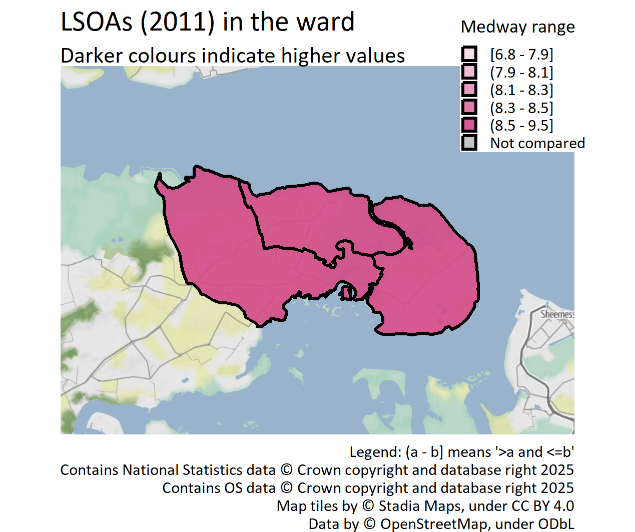 LSOAs (2011) in the ward
Darker colours indicate higher values
Medway range
[6.8 - 7.9]
(7.9 - 8.1]
(8.1 - 8.3]
(8.3 - 8.5]
(8.5 - 9.5]
Not compared
Sheerness
Legend: (a - b] means '>a and <=b'
Contains National Statistics data © Crown copyright and database right 2025
Contains OS data © Crown copyright and database right 2025
Map tiles by © Stadia Maps, under CC BY 4.0
Data by © OpenStreetMap, under ODbL